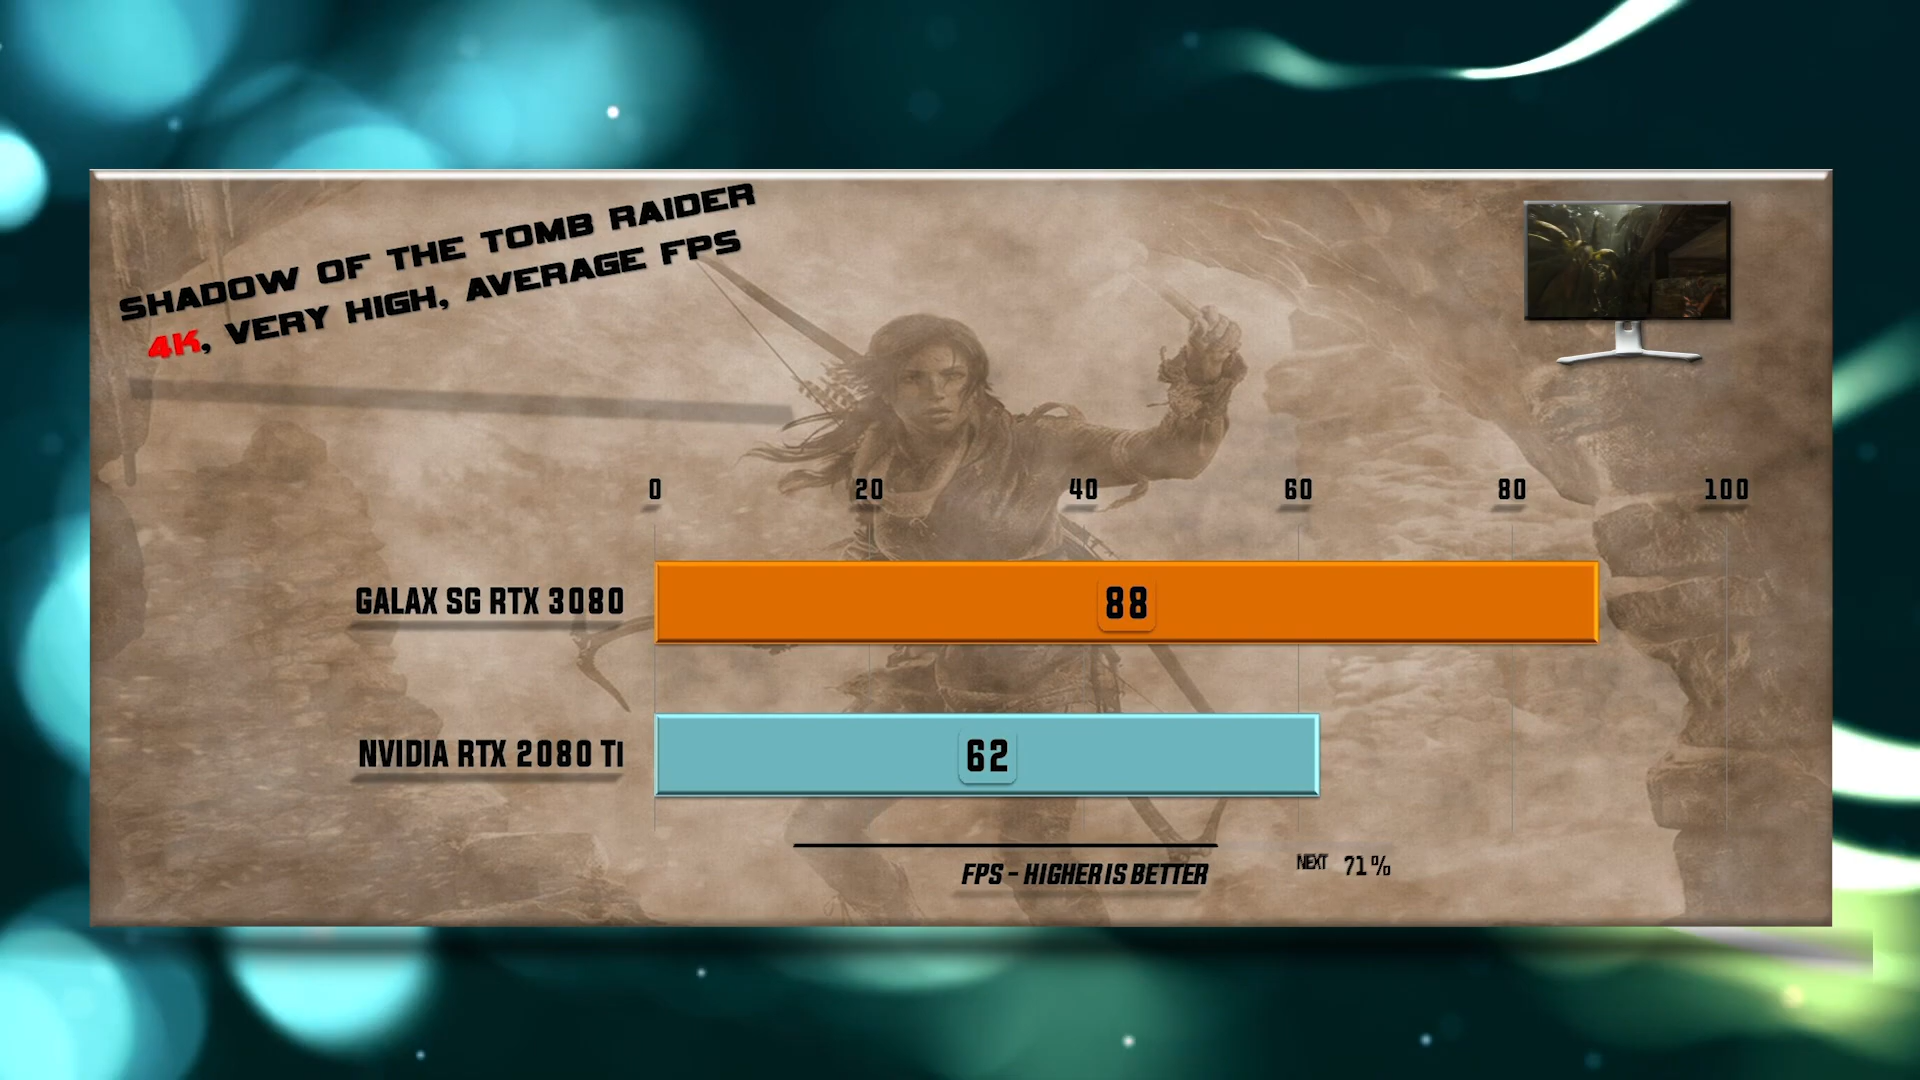 SHADOW OF THE TOMB RAIDER
4K, VERY HIGH, AVERAGE FPS
0 20 40 60 80 100
GALAX SG RTX 3080 88
NVIDIA RTX 2080 TI 62
FPS - HIGHER IS BETTER
NEXT 71%